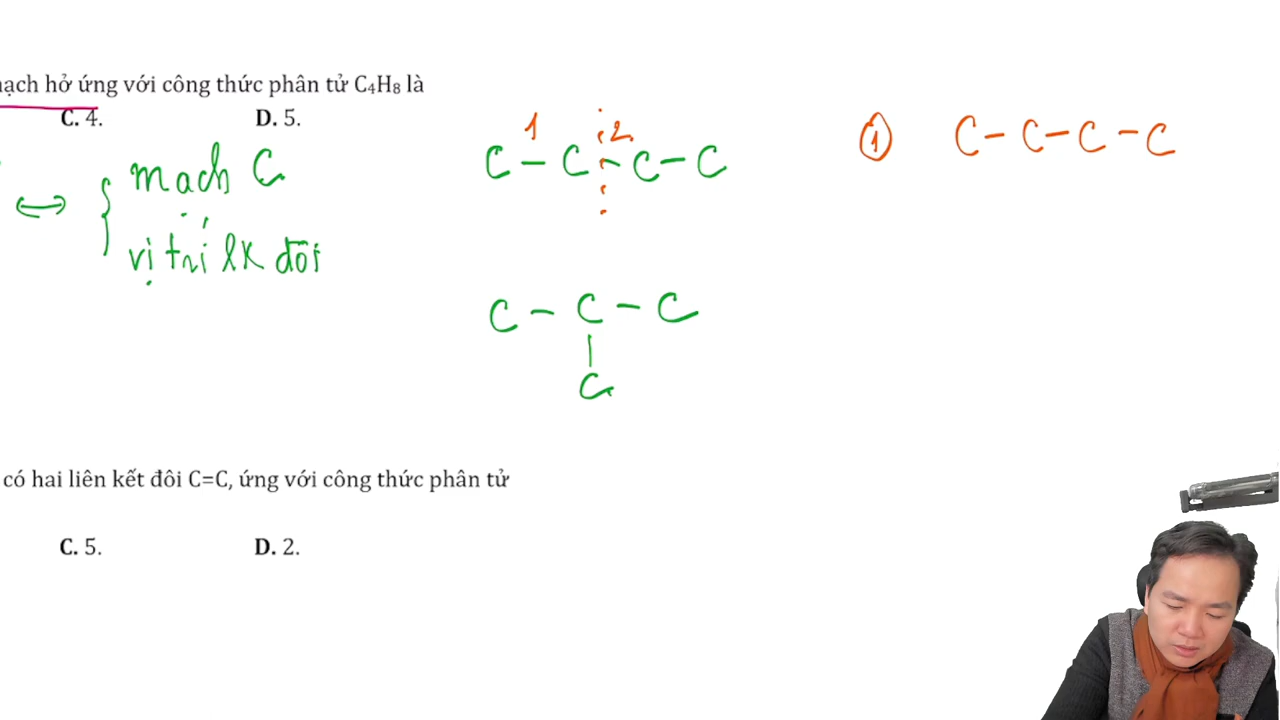 mạch hở ứng với công thức phân tử C₄H₈ là
C. 4. D. 5.
mạch C
vị trí lk đôi
1 2
C – C – C – C
C – C – C
|
C
① C – C – C – C
có hai liên kết đôi C=C, ứng với công thức phân tử
C. 5. D. 2.